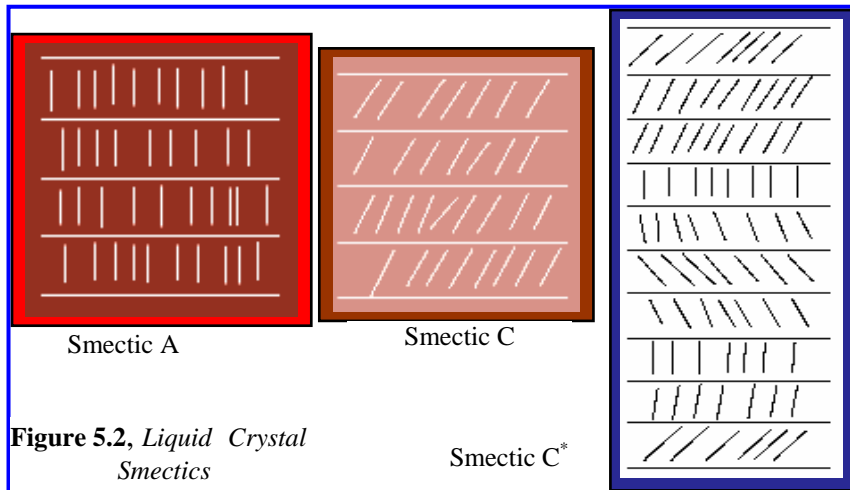 Smectic A
Smectic C
Figure 5.2, Liquid Crystal
Smectics
Smectic C*